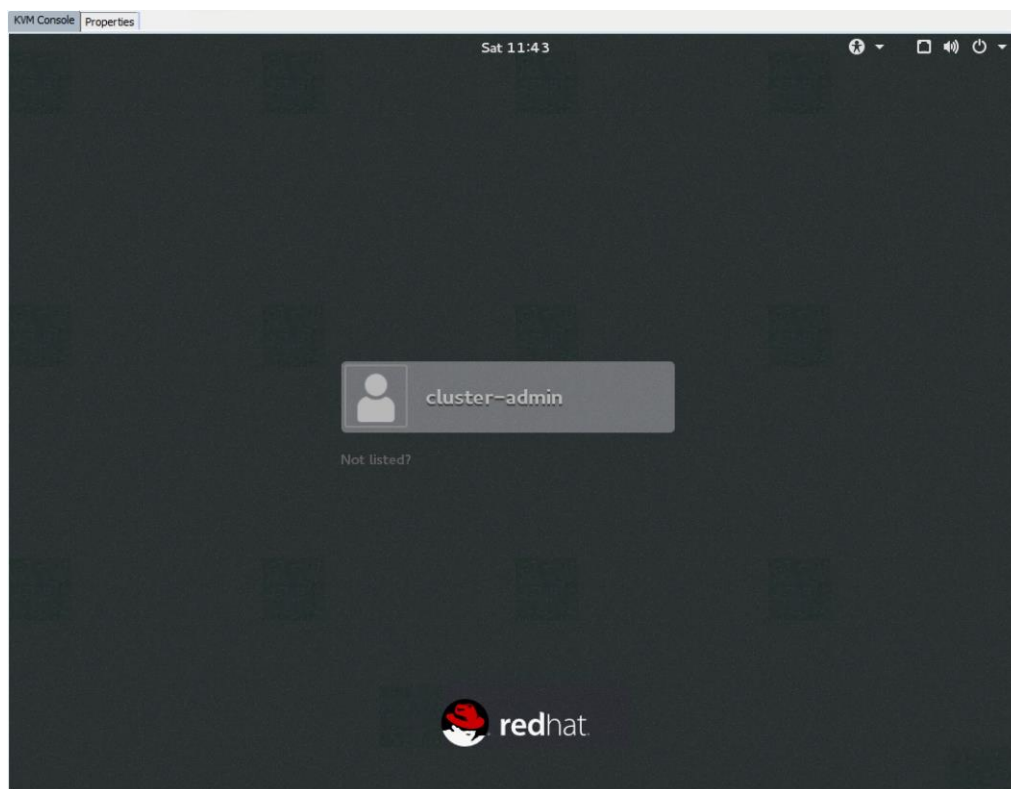 KVM Console Properties
Sat 11:43
cluster-admin
Not listed?
redhat.